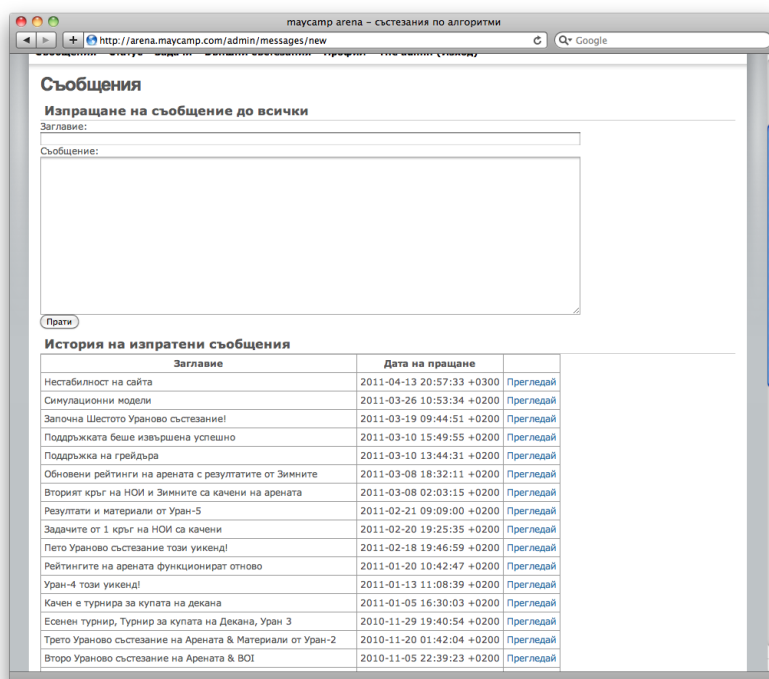 maycamp arena – състезания по алгоритми
http://arena.maycamp.com/admin/messages/new
Google
Съобщения Статус Задачи Външни състезания Профил The admin (Изход)
Съобщения
Изпращане на съобщение до всички
Заглавие:
Съобщение:
Прати
История на изпратени съобщения
Заглавие Дата на пращане
Нестабилност на сайта 2011-04-13 20:57:33 +0300 Прегледай
Симулационни модели 2011-03-26 10:53:34 +0200 Прегледай
Започна Шестото Ураново състезание! 2011-03-19 09:44:51 +0200 Прегледай
Поддръжката беше извършена успешно 2011-03-10 15:49:55 +0200 Прегледай
Поддръжка на грейдъра 2011-03-10 13:44:31 +0200 Прегледай
Обновени рейтинги на арената с резултатите от Зимните 2011-03-08 18:32:11 +0200 Прегледай
Вторият кръг на НОИ и Зимните са качени на арената 2011-03-08 02:03:15 +0200 Прегледай
Резултати и материали от Уран-5 2011-02-21 09:09:00 +0200 Прегледай
Задачите от 1 кръг на НОИ са качени 2011-02-20 19:25:35 +0200 Прегледай
Пето Ураново състезание този уикенд! 2011-02-18 19:46:59 +0200 Прегледай
Рейтингите на арената функционират отново 2011-01-20 10:42:47 +0200 Прегледай
Уран-4 този уикенд! 2011-01-13 11:08:39 +0200 Прегледай
Качен е турнира за купата на декана 2011-01-05 16:30:03 +0200 Прегледай
Есенен турнир, Турнир за купата на Декана, Уран 3 2010-11-29 19:40:54 +0200 Прегледай
Трето Ураново състезание на Арената & Материали от Уран-2 2010-11-20 01:42:04 +0200 Прегледай
Второ Ураново състезание на Арената & BOI 2010-11-05 22:39:23 +0200 Прегледай